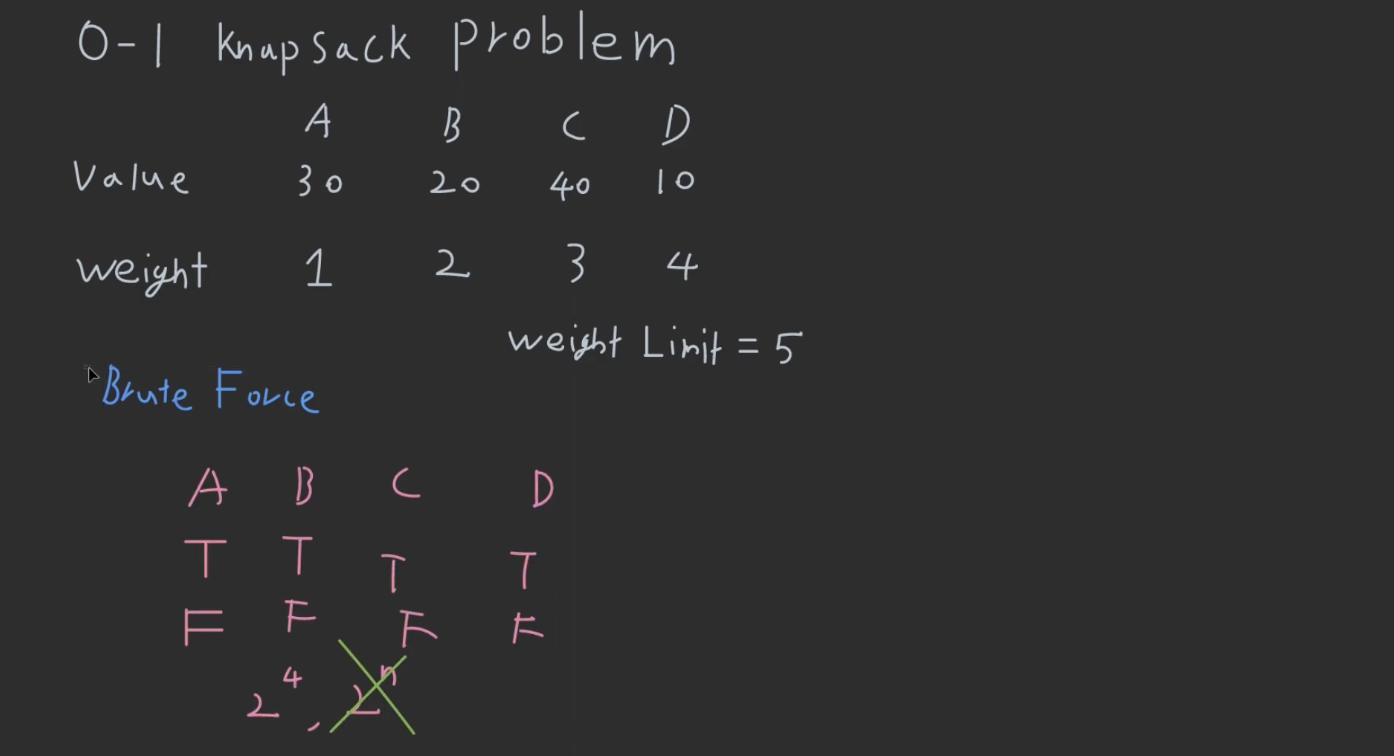 0-1 knapsack problem
A B C D
Value 30 20 40 10
weight 1 2 3 4
weight Limit = 5
Brute Force
A B C D
T T T T
F F F F
2^4, 2^n